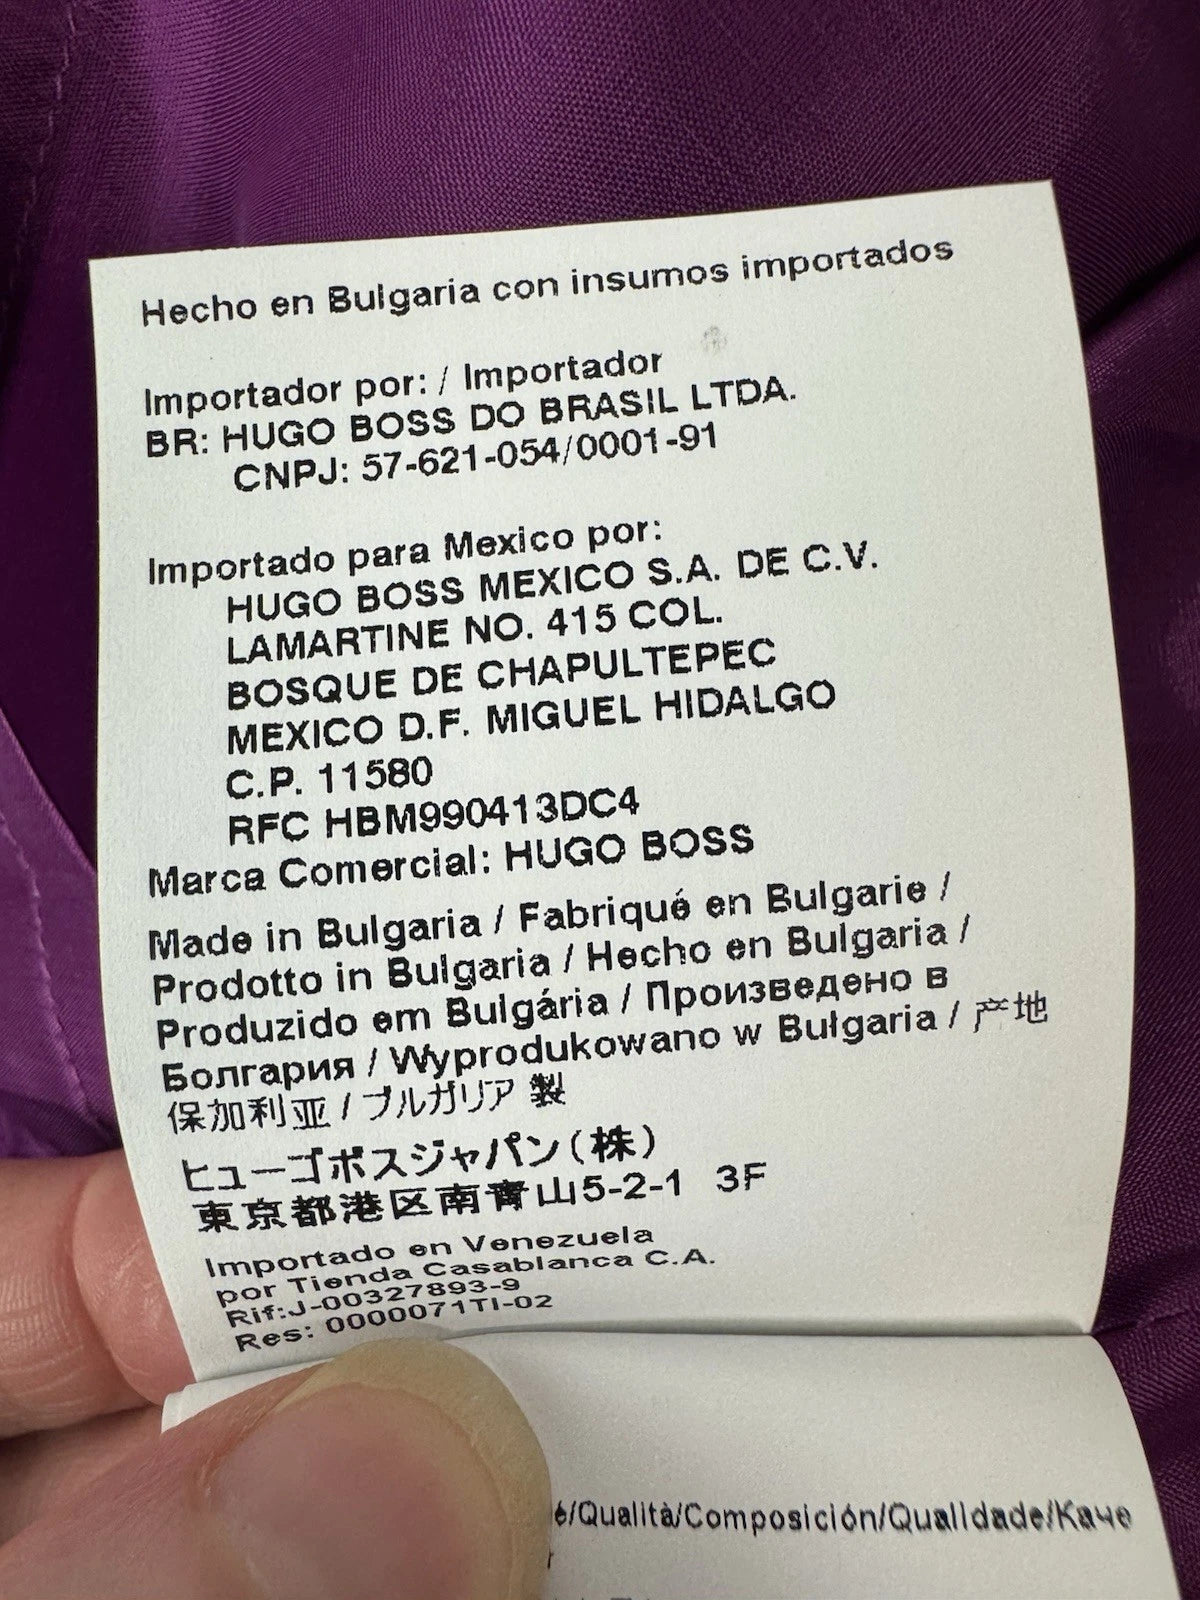 Hecho en Bulgaria con insumos importados
Importador por: / Importador
BR: HUGO BOSS DO BRASIL LTDA.
CNPJ: 57-621-054/0001-91
Importado para Mexico por:
HUGO BOSS MEXICO S.A. DE C.V.
LAMARTINE NO. 415 COL.
BOSQUE DE CHAPULTEPEC
MEXICO D.F. MIGUEL HIDALGO
C.P. 11580
RFC HBM990413DC4
Marca Comercial: HUGO BOSS
Made in Bulgaria / Fabriqué en Bulgarie /
Prodotto in Bulgaria / Hecho en Bulgaria /
Produzido em Bulgária / Произведено в
Болгария / Wyprodukowano w Bułgaria / 产地
保加利亚 / ブルガリア 製
ヒューゴボスジャパン(株)
東京都港区南青山5-2-1 3F
Importado en Venezuela
por Tienda Casablanca C.A.
Rif:J-00327893-9
Res: 0000071TI-02
é/Qualità/Composición/Qualidade/Каче